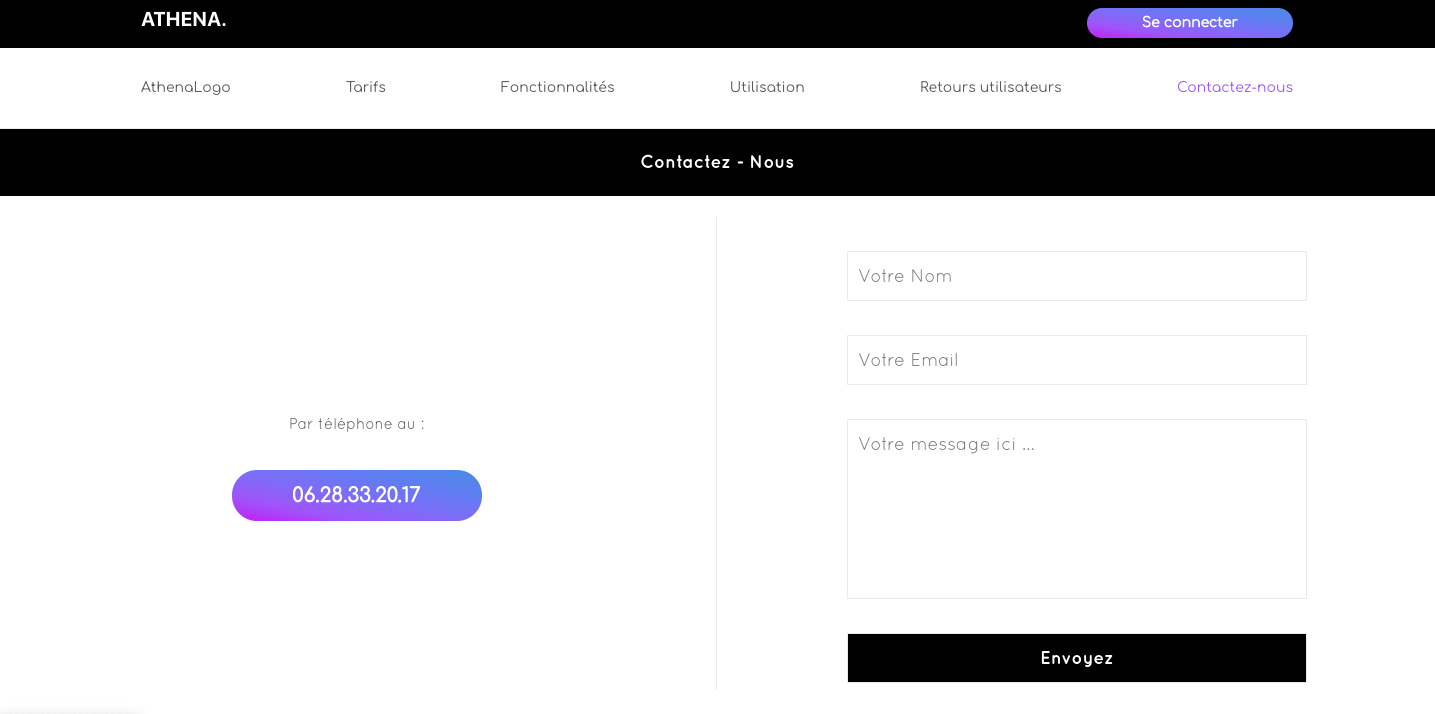 ATHENA.
Se connecter
AthenaLogo
Tarifs
Fonctionnalités
Utilisation
Retours utilisateurs
Contactez-nous
Contactez - Nous
Par téléphone au :
06.28.33.20.17
Votre Nom
Votre Email
Votre message ici ...
Envoyez